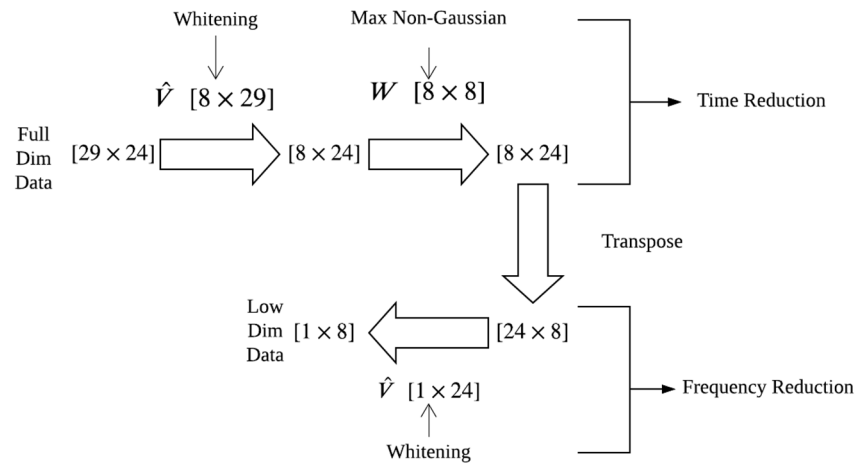 Whitening
Max Non-Gaussian
V̂ [8 × 29]
W [8 × 8]
Time Reduction
Full
Dim
Data
[29 × 24]
[8 × 24]
[8 × 24]
Transpose
Low
Dim
Data
[1 × 8]
[24 × 8]
V̂ [1 × 24]
Frequency Reduction
Whitening